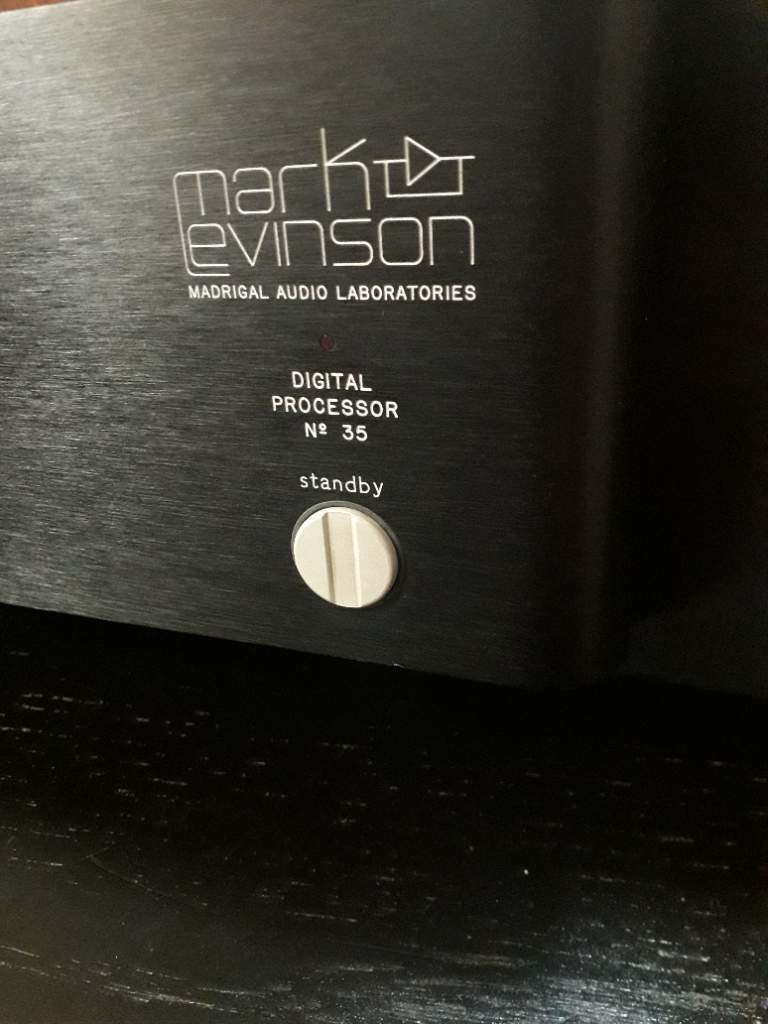 mark
Levinson
MADRIGAL AUDIO LABORATORIES
DIGITAL
PROCESSOR
Nº 35
standby